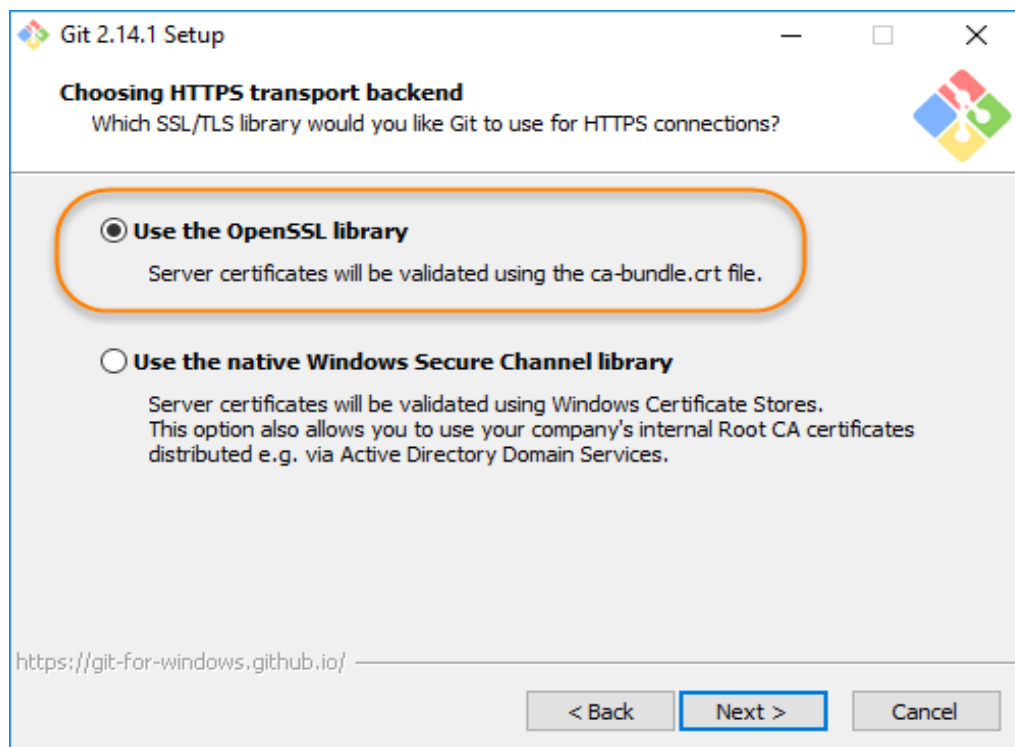 Git 2.14.1 Setup
Choosing HTTPS transport backend
Which SSL/TLS library would you like Git to use for HTTPS connections?
Use the OpenSSL library
Server certificates will be validated using the ca-bundle.crt file.
Use the native Windows Secure Channel library
Server certificates will be validated using Windows Certificate Stores.
This option also allows you to use your company's internal Root CA certificates
distributed e.g. via Active Directory Domain Services.
https://git-for-windows.github.io/
< Back
Next >
Cancel